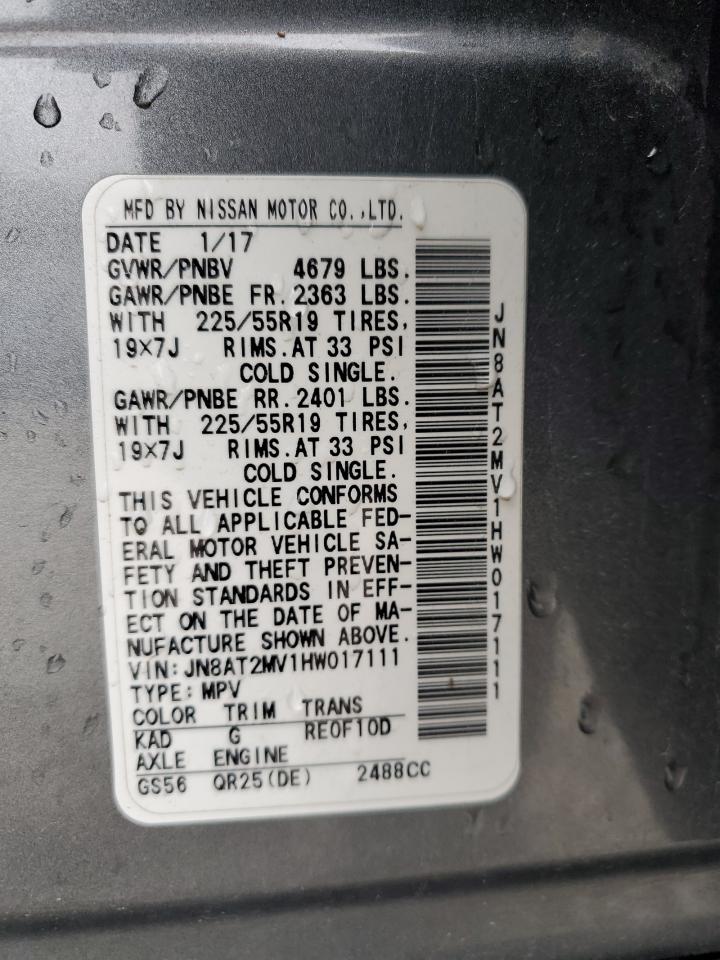 MFD BY NISSAN MOTOR CO.,LTD.
DATE 1/17
GVWR/PNBV 4679 LBS.
GAWR/PNBE FR. 2363 LBS.
WITH 225/55R19 TIRES,
19×7J RIMS.AT 33 PSI
COLD SINGLE.
GAWR/PNBE RR. 2401 LBS.
WITH 225/55R19 TIRES,
19×7J RIMS.AT 33 PSI
COLD SINGLE.
THIS VEHICLE CONFORMS
TO ALL APPLICABLE FED-
ERAL MOTOR VEHICLE SA-
FETY AND THEFT PREVEN-
TION STANDARDS IN EFF-
ECT ON THE DATE OF MA-
NUFACTURE SHOWN ABOVE.
VIN:JN8AT2MV1HW017111
TYPE:MPV
COLOR TRIM TRANS
KAD G RE0F10D
AXLE ENGINE
GS56 QR25(DE) 2488CC
JN8AT2MV1HW017111